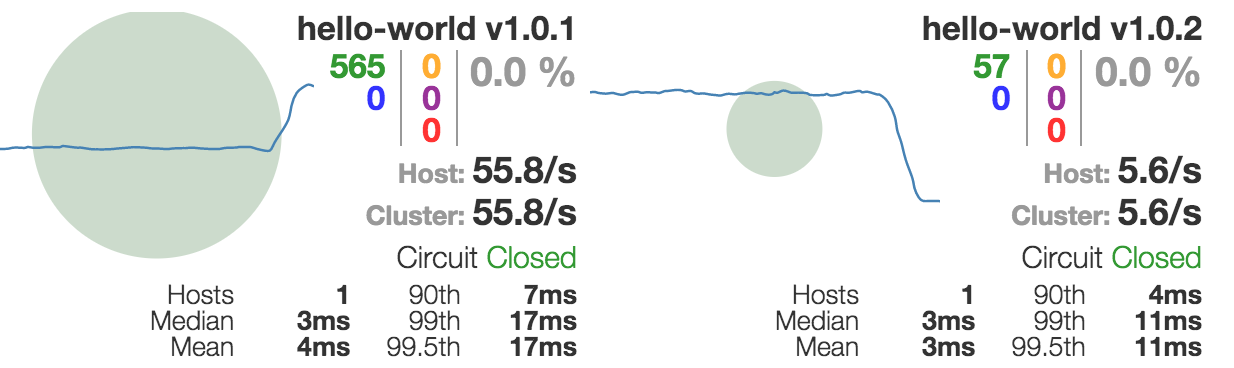 hello-world v1.0.1
565 0 0.0 %
0 0
0
Host: 55.8/s
Cluster: 55.8/s
Circuit Closed
Hosts 1 90th 7ms
Median 3ms 99th 17ms
Mean 4ms 99.5th 17ms
hello-world v1.0.2
57 0 0.0 %
0 0
0
Host: 5.6/s
Cluster: 5.6/s
Circuit Closed
Hosts 1 90th 4ms
Median 3ms 99th 11ms
Mean 3ms 99.5th 11ms